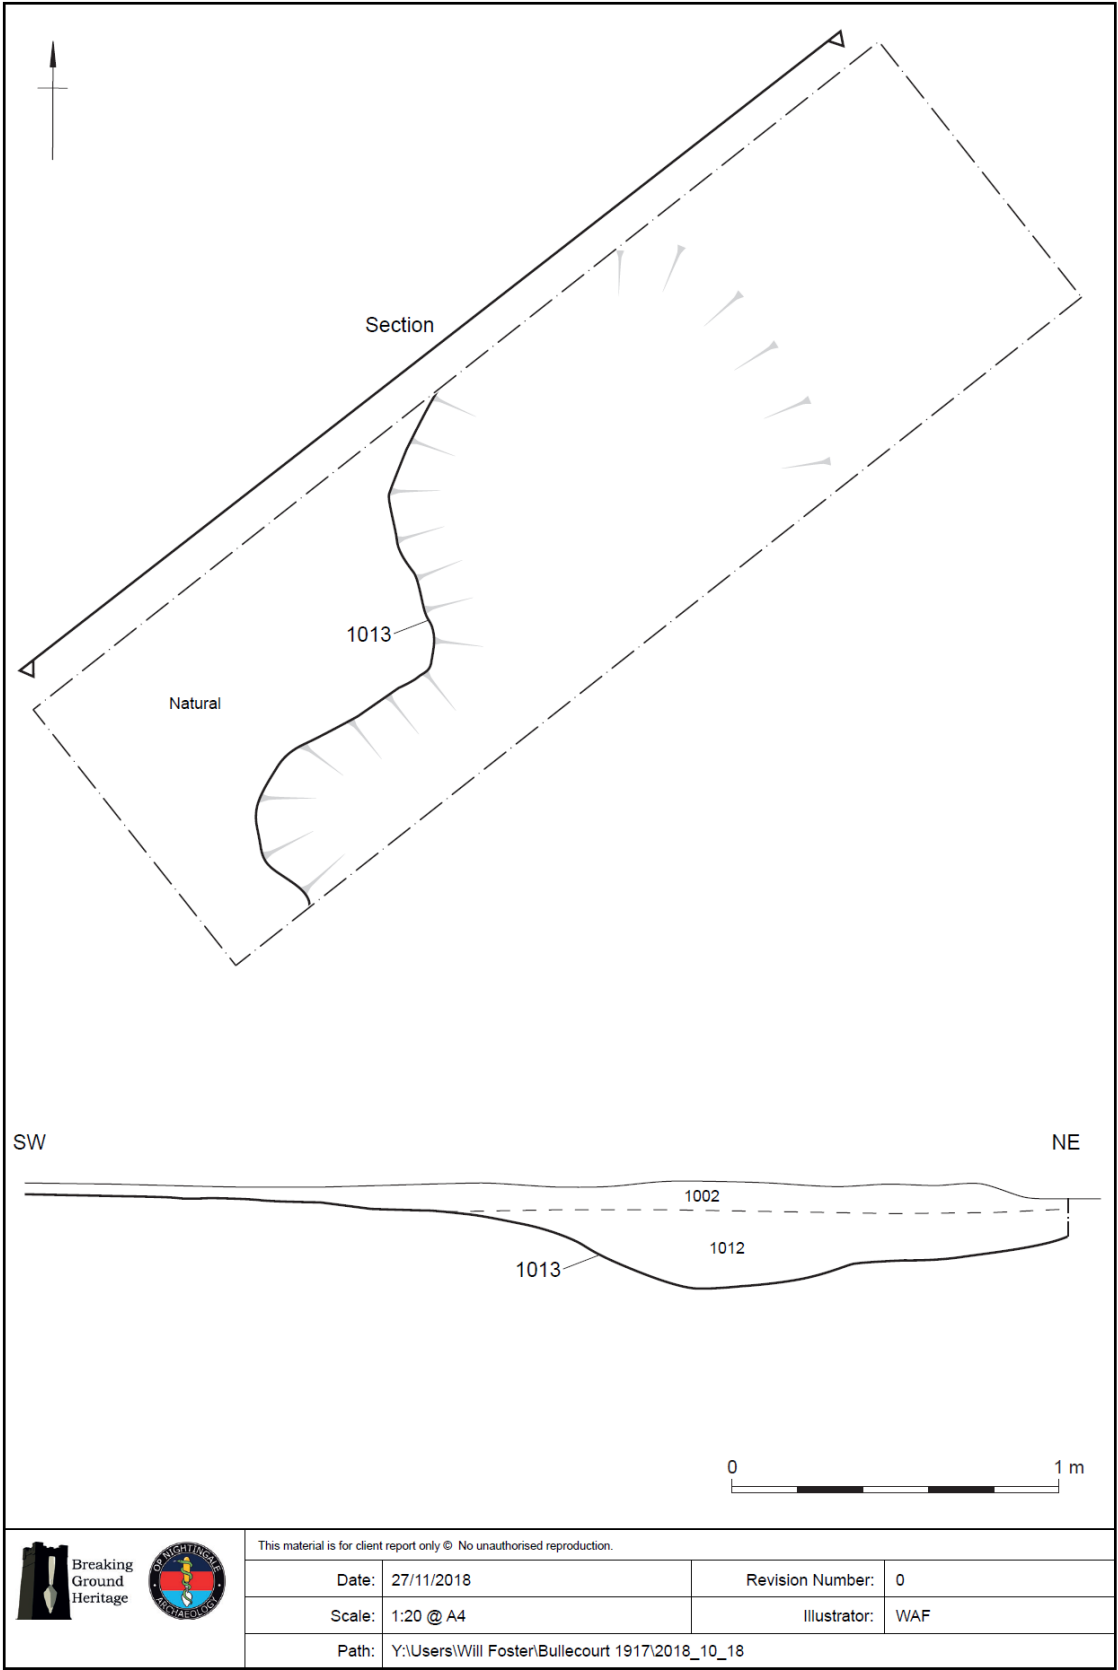 Section
1013
Natural
SW
NE
1002
1012
1013
0
1 m
Breaking
Ground
Heritage
OP NIGHTINGALE
ARCHAEOLOGY
This material is for client report only © No unauthorised reproduction.
Date: 27/11/2018 Revision Number: 0
Scale: 1:20 @ A4 Illustrator: WAF
Path: Y:\Users\Will Foster\Bullecourt 1917\2018_10_18